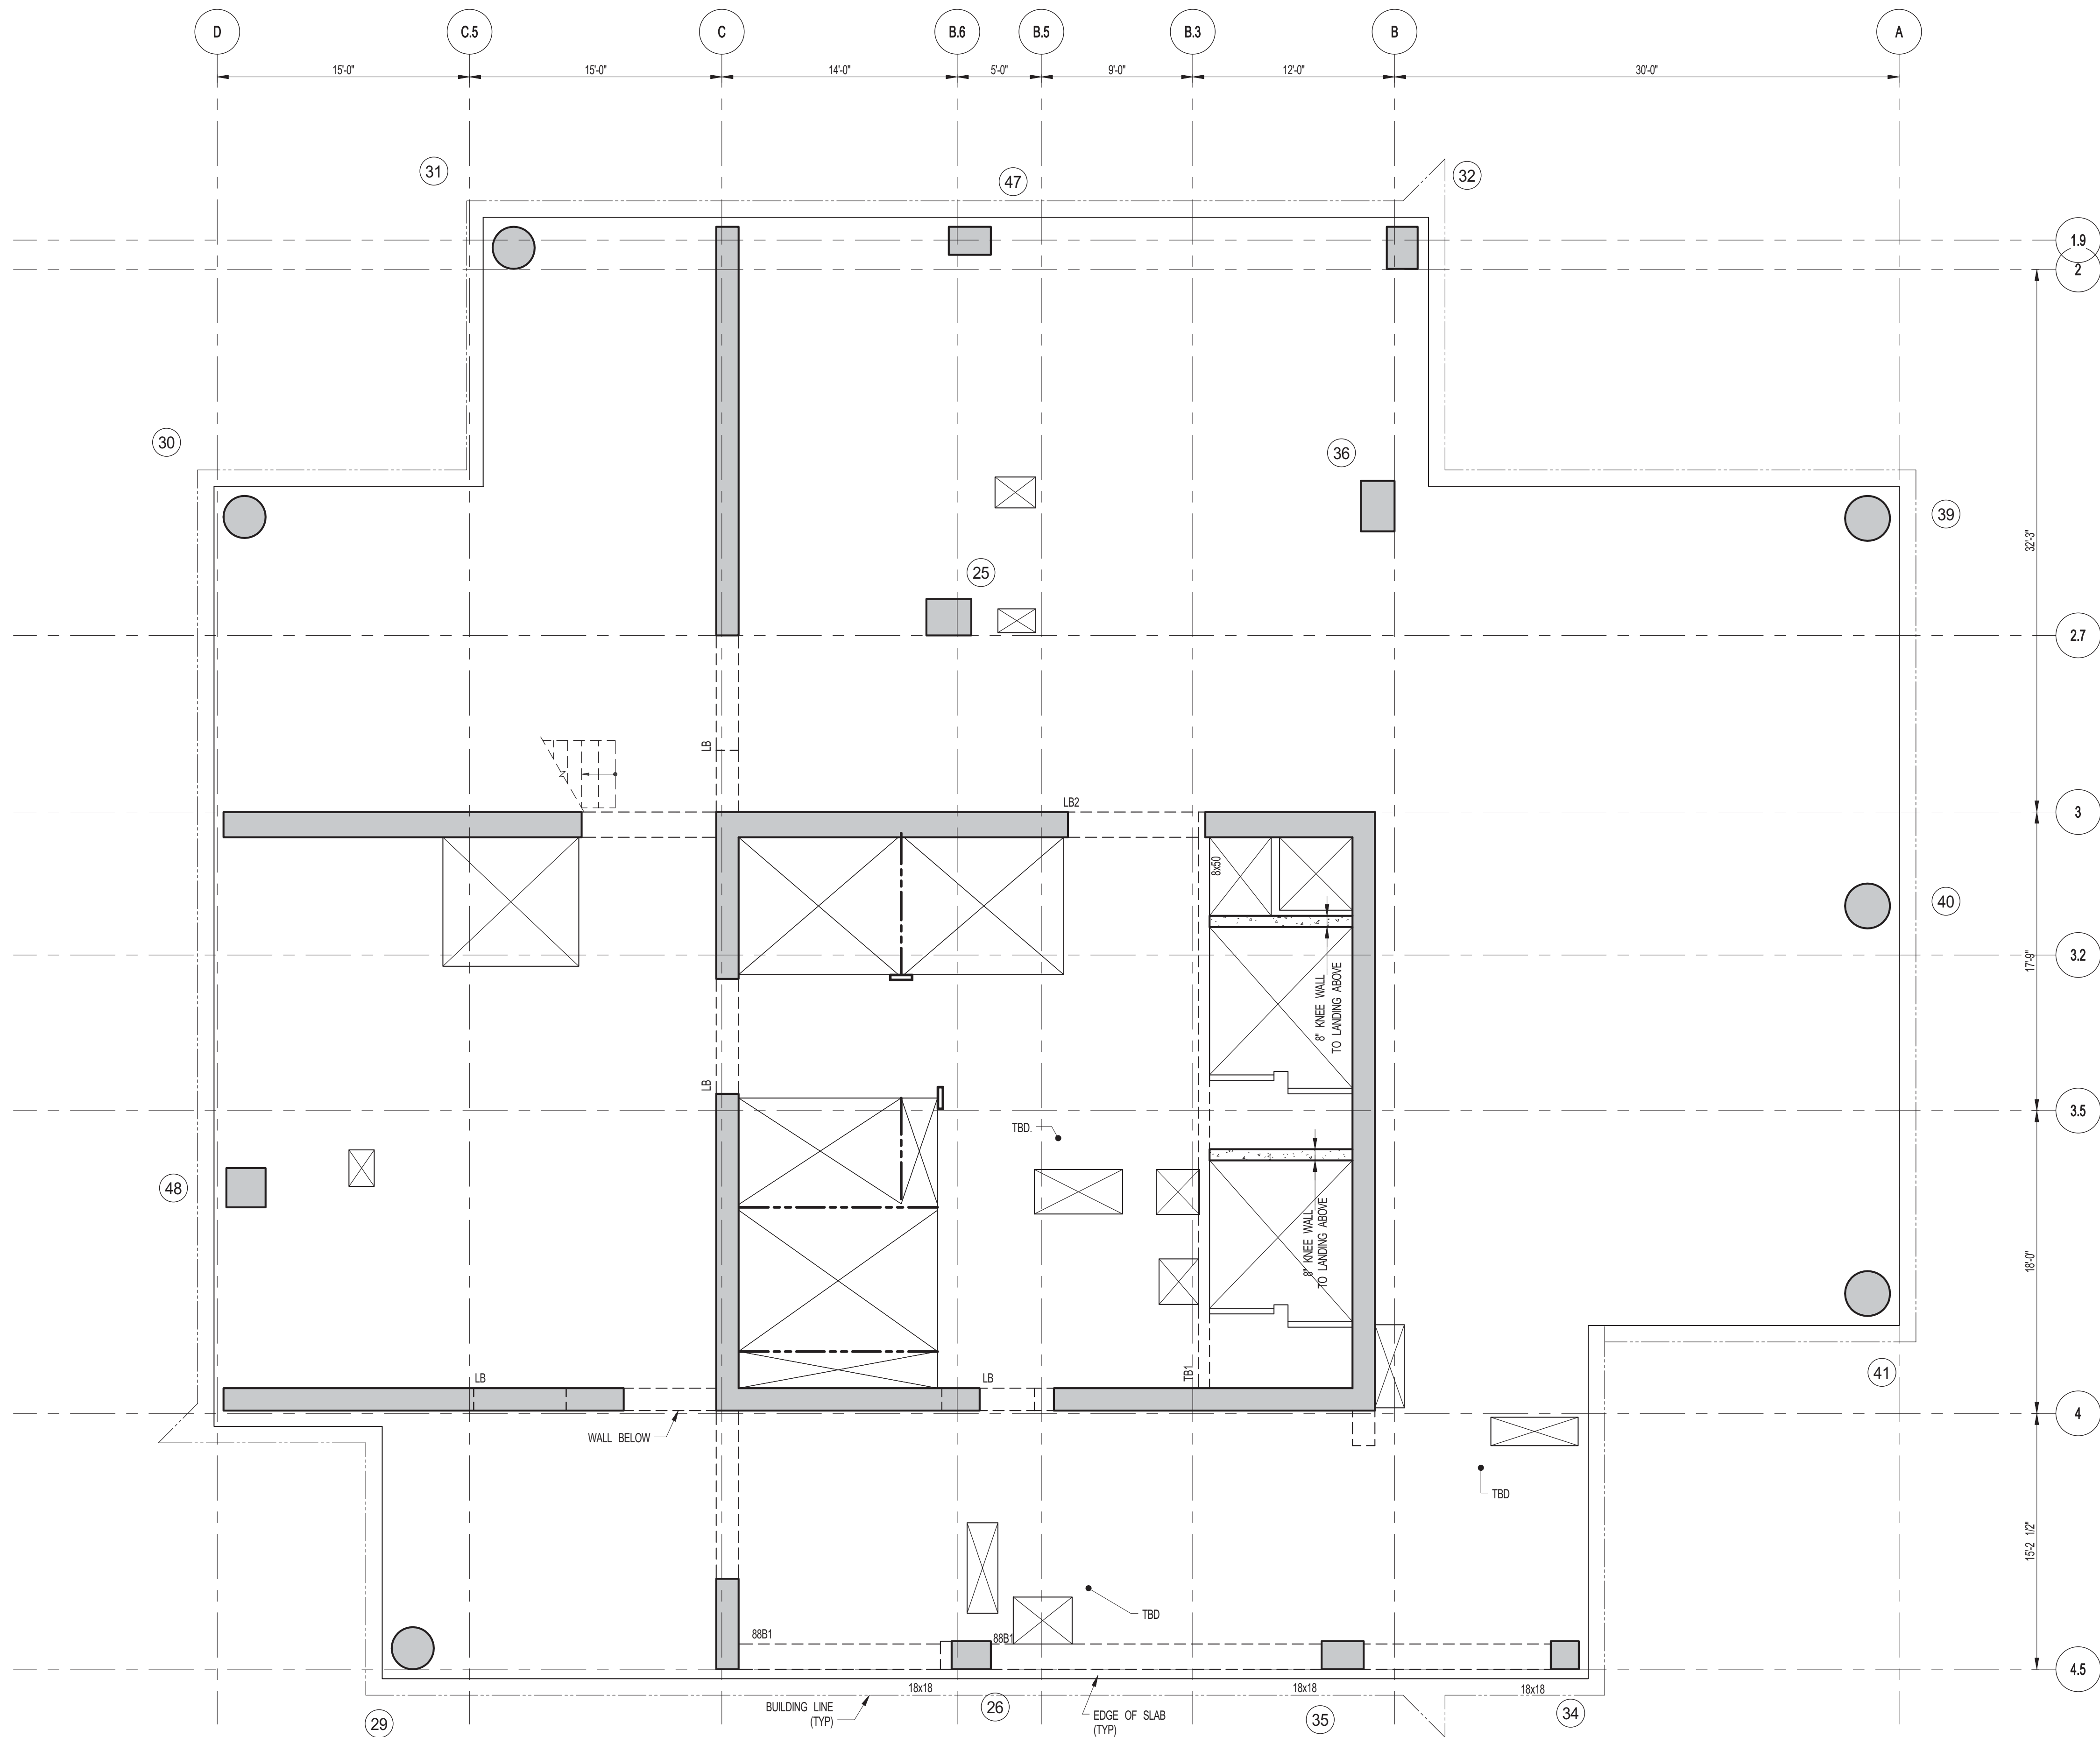 D
C.5
C
B.6
B.5
B.3
B
A
15'-0"
15'-0"
14'-0"
5'-0"
9'-0"
12'-0"
30'-0"
31
47
32
1.9
2
30
36
39
32'-3"
25
2.7
LB
LB2
3
8x50
40
3.2
17'-9"
8" KNEE WALL
TO LANDING ABOVE
LB
3.5
TBD.
48
8" KNEE WALL
TO LANDING ABOVE
18'-0"
TB1
41
LB
LB
4
WALL BELOW
TBD
15'-2 1/2"
TBD
88B1
88B1
4.5
18x18
18x18
18x18
BUILDING LINE
(TYP)
26
EDGE OF SLAB
(TYP)
35
34
29